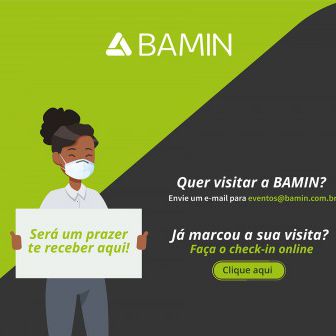 BAMIN
Quer visitar a BAMIN?
Envie um e-mail para eventos@bamin.com.br
Será um prazer
te receber aqui!
Já marcou a sua visita?
Faça o check-in online
Clique aqui